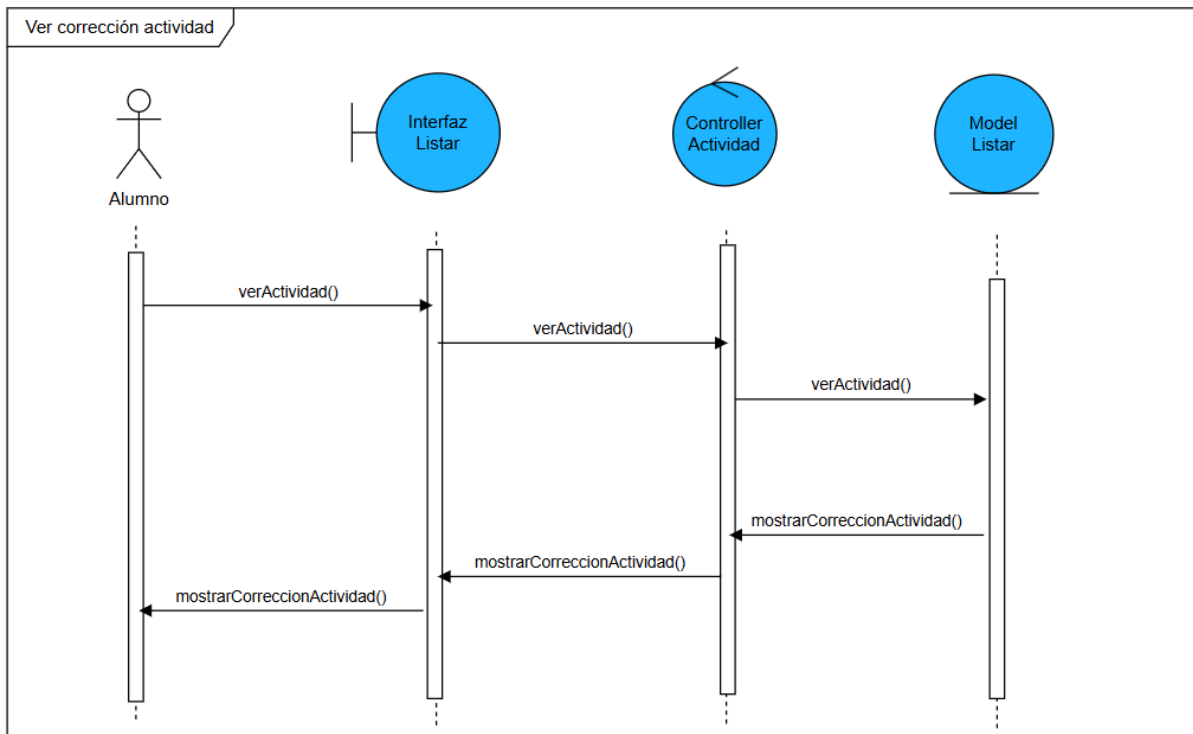 Ver corrección actividad
Interfaz
Listar
Controller
Actividad
Model
Listar
Alumno
verActividad()
verActividad()
verActividad()
mostrarCorreccionActividad()
mostrarCorreccionActividad()
mostrarCorreccionActividad()